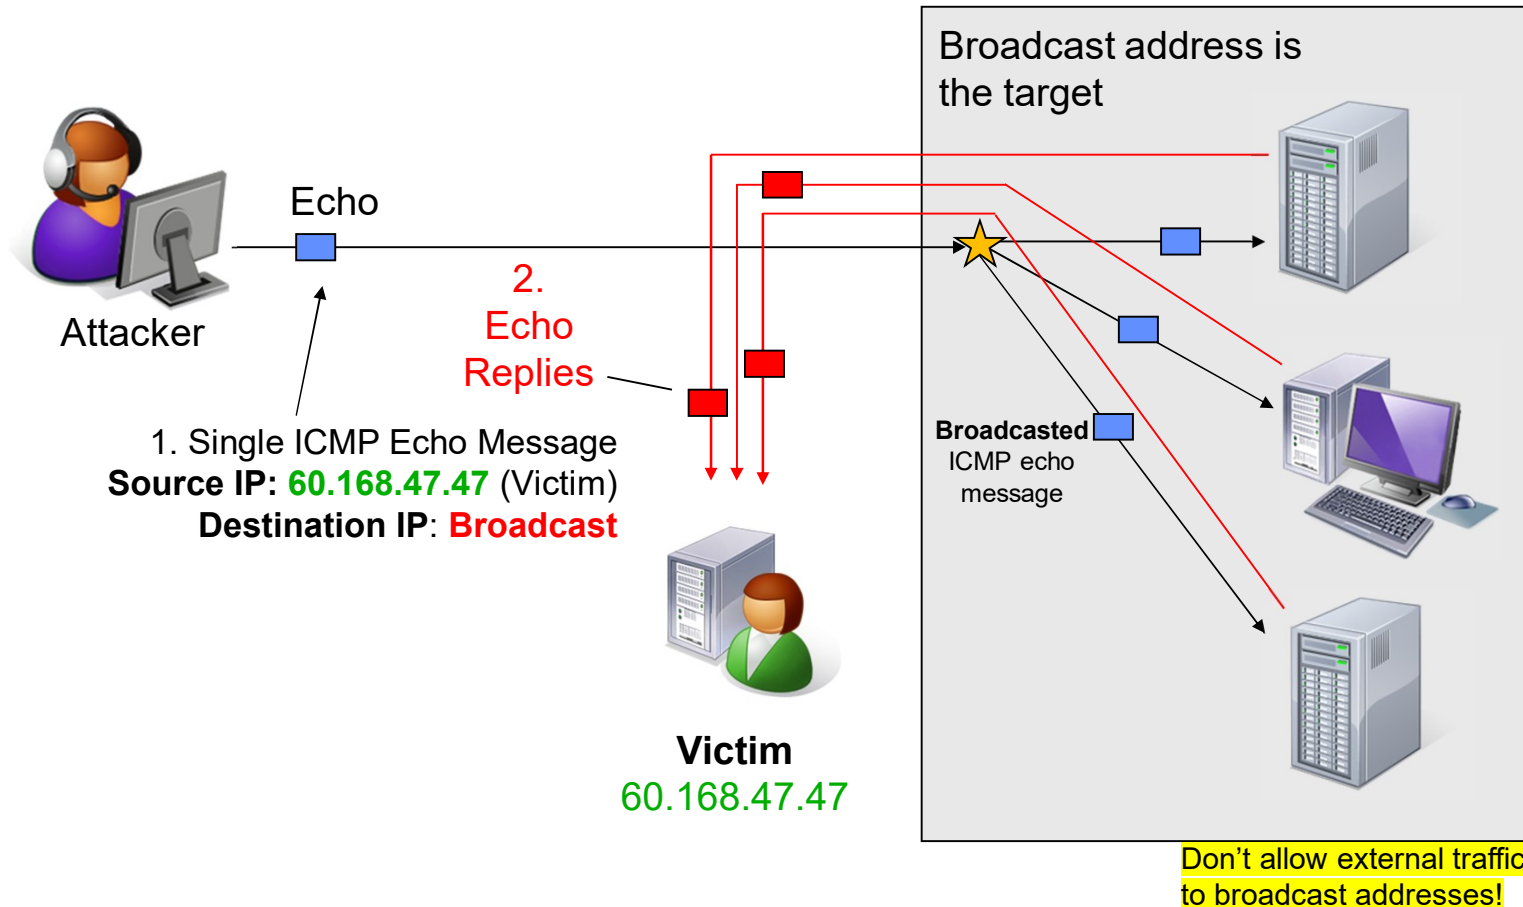 Broadcast address is
the target
Echo
Attacker
2.
Echo
Replies
1. Single ICMP Echo Message
Source IP: 60.168.47.47 (Victim)
Destination IP: Broadcast
Broadcasted
ICMP echo
message
Victim
60.168.47.47
Don’t allow external traffic
to broadcast addresses!